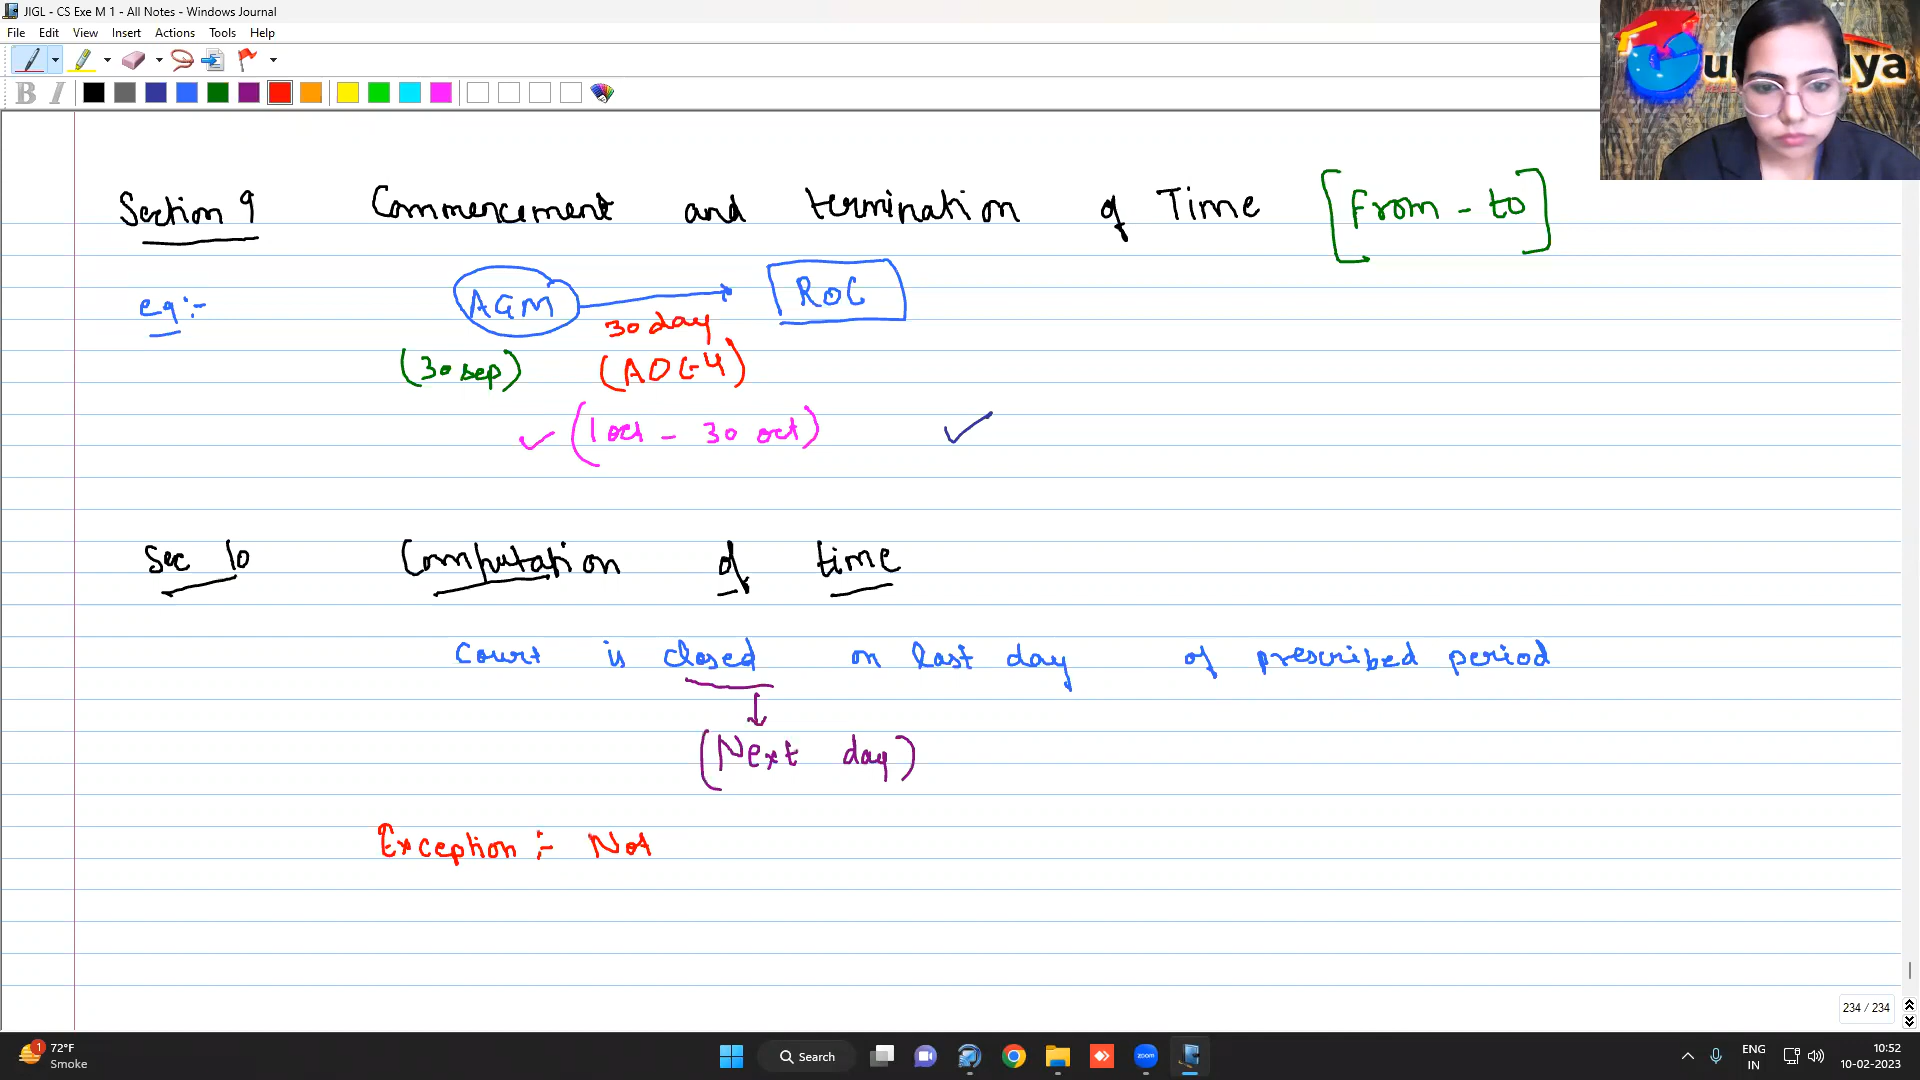 JIGL - CS Exe M 1 - All Notes - Windows Journal
File Edit View Insert Actions Tools Help
B I
Section 9 Commencement and termination of Time [From - to]
eg:-
AGM
ROC
30 day
(30 sep)
(AOC-4)
(1 oct - 30 oct)
Sec 10 Computation of time
Court is closed on last day of prescribed period
(Next day)
Exception :- Not
234 / 234
1
72°F
Smoke
Search
zoom
ENG
IN
10:52
10-02-2023